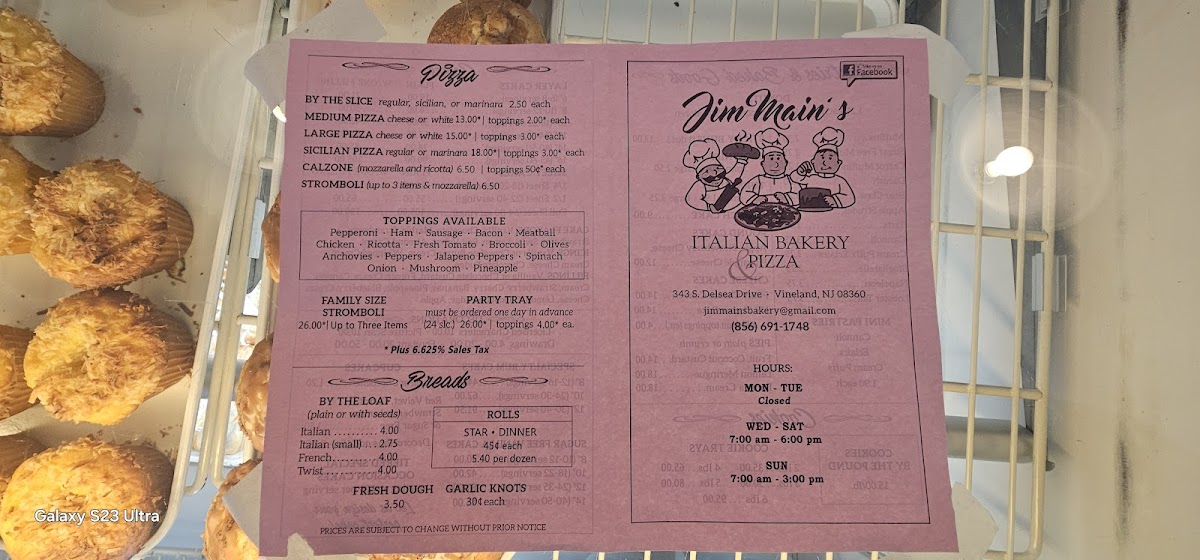 Pizza
BY THE SLICE regular, sicilian, or marinara 2.50 each
MEDIUM PIZZA cheese or white 13.00* | toppings 2.00* each
LARGE PIZZA cheese or white 15.00* | toppings 3.00* each
SICILIAN PIZZA regular or marinara 18.00* | toppings 3.00* each
CALZONE (mozzarella and ricotta) 6.50 | toppings 50¢* each
STROMBOLI (up to 3 items & mozzarella) 6.50
TOPPINGS AVAILABLE
Pepperoni · Ham · Sausage · Bacon · Meatball
Chicken · Ricotta · Fresh Tomato · Broccoli · Olives
Anchovies · Peppers · Jalapeno Peppers · Spinach
Onion · Mushroom · Pineapple
FAMILY SIZE
STROMBOLI
26.00* | Up to Three Items
PARTY TRAY
must be ordered one day in advance
(24 slc.) 26.00* | toppings 4.00* ea.
* Plus 6.625% Sales Tax
Breads
BY THE LOAF
(plain or with seeds)
Italian .......... 4.00
Italian (small) ... 2.75
French .......... 4.00
Twist .......... 4.00
ROLLS
STAR • DINNER
45¢ each
5.40 per dozen
FRESH DOUGH
3.50
GARLIC KNOTS
30¢ each
PRICES ARE SUBJECT TO CHANGE WITHOUT PRIOR NOTICE
Facebook
Jim Main's
ITALIAN BAKERY
& PIZZA
343 S. Delsea Drive · Vineland, NJ 08360
jimmainsbakery@gmail.com
(856) 691-1748
HOURS:
MON - TUE
Closed
WED - SAT
7:00 am - 6:00 pm
SUN
7:00 am - 3:00 pm
Galaxy S23 Ultra